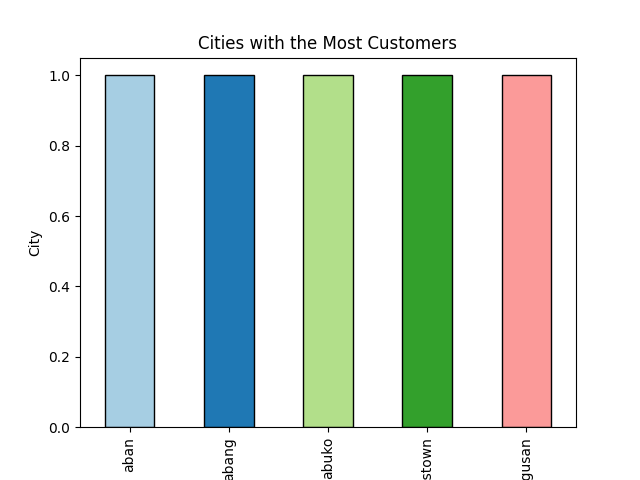 Cities with the Most Customers
City
1.0
0.8
0.6
0.4
0.2
0.0
aban
abang
abuko
stown
gusan